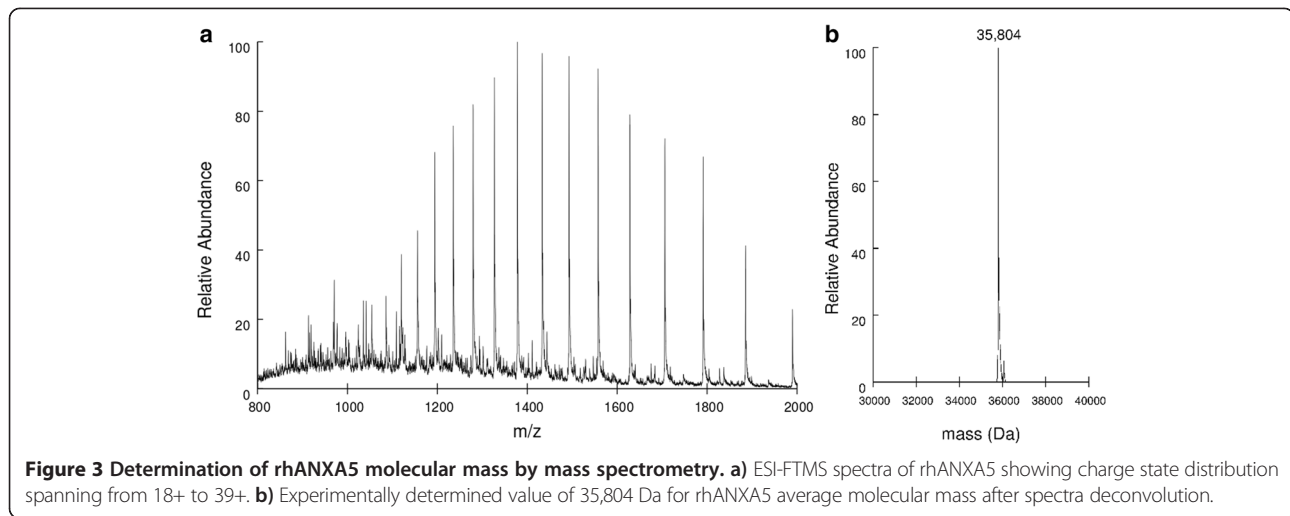 a
b
35,804
100
80
60
40
20
0
Relative Abundance
800 1000 1200 1400 1600 1800 2000
m/z
100
80
60
40
20
0
Relative Abundance
30000 32000 34000 36000 38000 40000
mass (Da)
Figure 3 Determination of rhANXA5 molecular mass by mass spectrometry. a) ESI-FTMS spectra of rhANXA5 showing charge state distribution
spanning from 18+ to 39+. b) Experimentally determined value of 35,804 Da for rhANXA5 average molecular mass after spectra deconvolution.